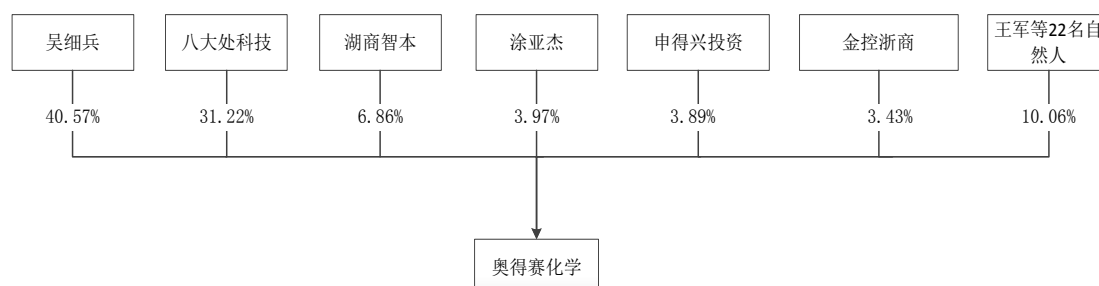 吴细兵
八大处科技
湖商智本
涂亚杰
申得兴投资
金控浙商
王军等22名自
然人
40.57%
31.22%
6.86%
3.97%
3.89%
3.43%
10.06%
奥得赛化学